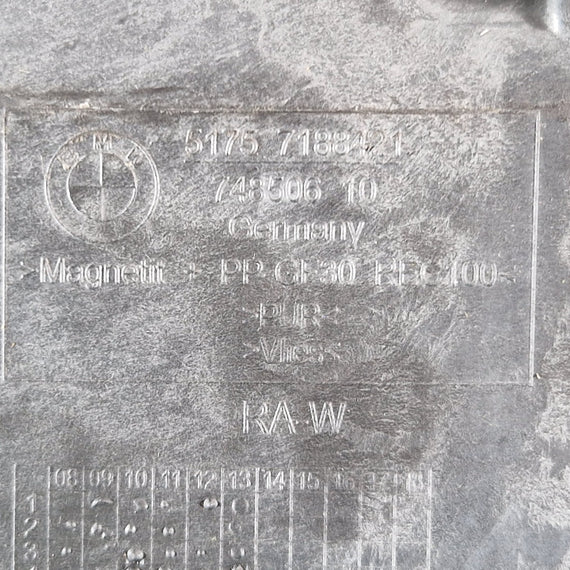 BMW
5175 7188421
748506 10
Germany
>Magnetit < > PP-GF30 REC100<
>PUR<
>Vlies<
RA-W
08 09 10 11 12 13 14 15 16 17 18
1
2
3